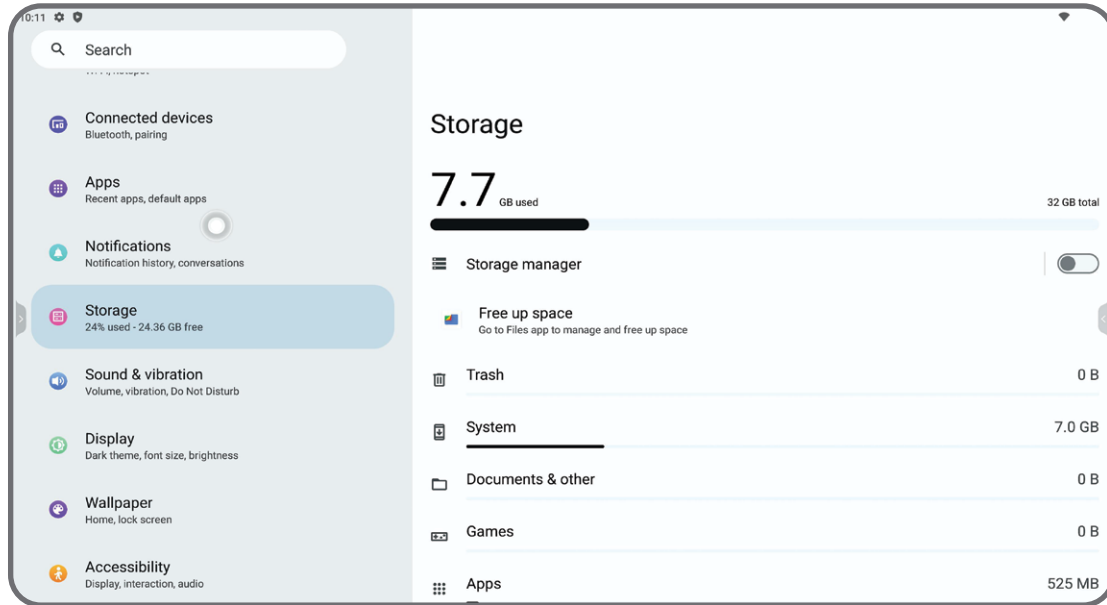 10:11
Search
Connected devices
Bluetooth, pairing
Apps
Recent apps, default apps
Notifications
Notification history, conversations
Storage
24% used - 24.36 GB free
Sound & vibration
Volume, vibration, Do Not Disturb
Display
Dark theme, font size, brightness
Wallpaper
Home, lock screen
Accessibility
Display, interaction, audio
Storage
7.7 GB used
32 GB total
Storage manager
Free up space
Go to Files app to manage and free up space
Trash 0 B
System 7.0 GB
Documents & other 0 B
Games 0 B
Apps 525 MB